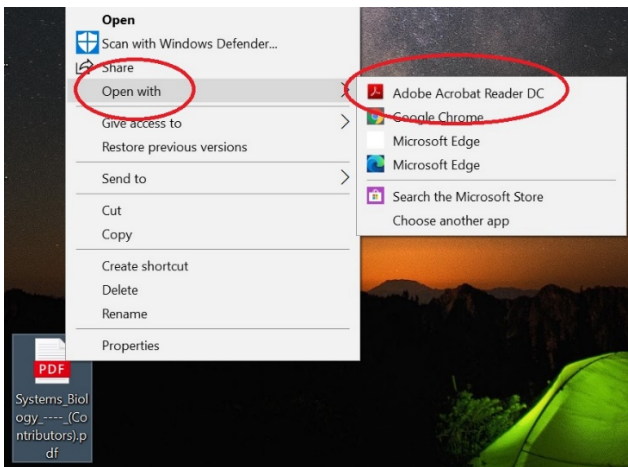 Open
Scan with Windows Defender...
Share
Open with
Give access to
Restore previous versions
Send to
Cut
Copy
Create shortcut
Delete
Rename
Properties
Adobe Acrobat Reader DC
Google Chrome
Microsoft Edge
Microsoft Edge
Search the Microsoft Store
Choose another app
PDF
Systems_Biol
ogy_----_(Co
ntributors).p
df